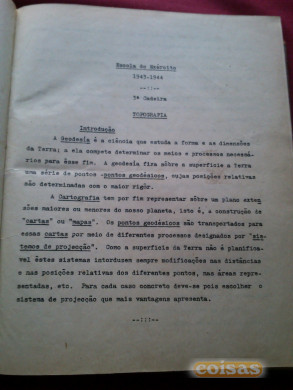 Escola do Exército
1943-1944
--:::--
5ª Cadeira
TOPOGRAFIA
Introdução
A Geodesia é a ciência que estuda a forma e as dimensões
da Terra; a ela compete determinar os meios e processos necessá-
rios para êsse fim. A geodesia fixa sôbre a superfície a Terra
uma série de pontos -pontos geodésicos, cujas posições relativas
são determinadas com o maior rigôr.
A Cartografia tem por fim representar sôbre um plano exten
sões maiores ou menores do nosso planeta, isto é, a construção de
"cartas" ou "mapas". Os pontos geodésicos são transportados para
essas cartas por meio de diferentes processos designados por "sis-
temas de projecção". Como a superfície da Terra não é planificá-
vel êstes sistemas introduzem sempre modificações nas distâncias
e nas posições relativas dos diferentes pontos, nas áreas repre-
sentadas, etc. Para cada caso concreto deve-se pois escolher o
sistema de projecção que mais vantagens apresenta.
--:::--
coisas